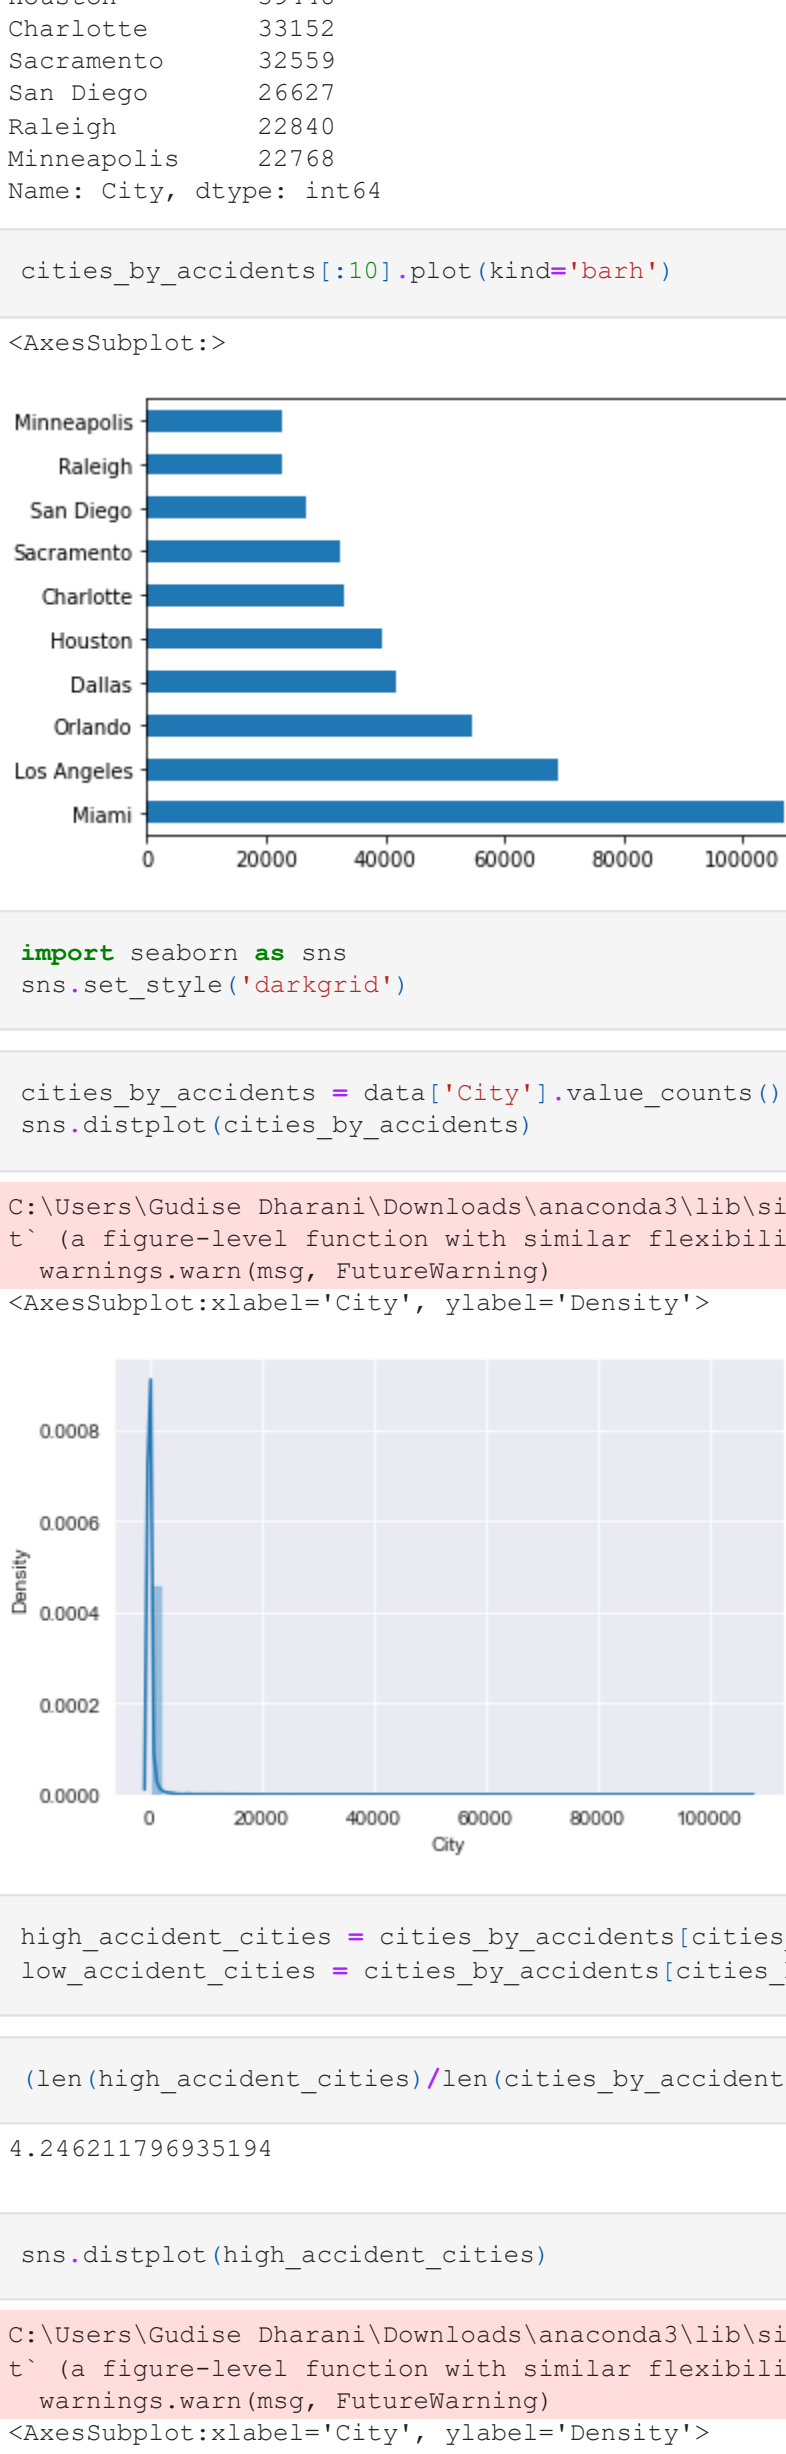 Charlotte 33152
Sacramento 32559
San Diego 26627
Raleigh 22840
Minneapolis 22768
Name: City, dtype: int64
cities_by_accidents[:10].plot(kind='barh')
<AxesSubplot:>
Minneapolis
Raleigh
San Diego
Sacramento
Charlotte
Houston
Dallas
Orlando
Los Angeles
Miami
0 20000 40000 60000 80000 100000
import seaborn as sns
sns.set_style('darkgrid')
cities_by_accidents = data['City'].value_counts()
sns.distplot(cities_by_accidents)
C:\Users\Gudise Dharani\Downloads\anaconda3\lib\si
t` (a figure-level function with similar flexibili
warnings.warn(msg, FutureWarning)
<AxesSubplot:xlabel='City', ylabel='Density'>
0.0008
0.0006
Density
0.0004
0.0002
0.0000
0 20000 40000 60000 80000 100000
City
high_accident_cities = cities_by_accidents[cities_
low_accident_cities = cities_by_accidents[cities_
(len(high_accident_cities)/len(cities_by_accident
4.246211796935194
sns.distplot(high_accident_cities)
C:\Users\Gudise Dharani\Downloads\anaconda3\lib\si
t` (a figure-level function with similar flexibili
warnings.warn(msg, FutureWarning)
<AxesSubplot:xlabel='City', ylabel='Density'>